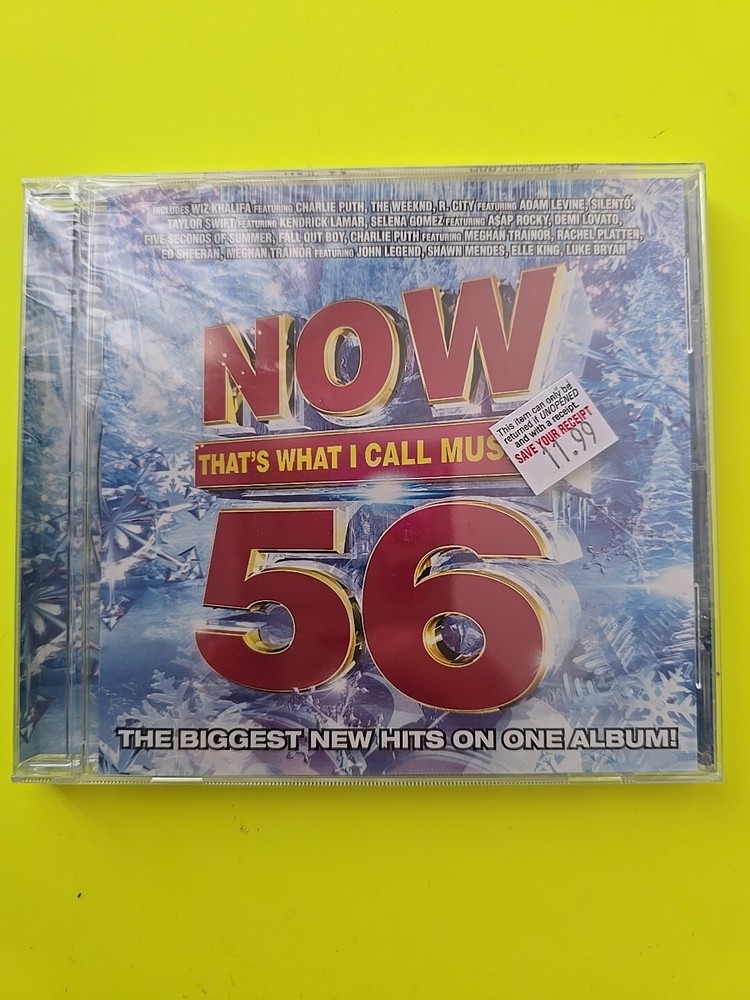 INCLUDES WIZ KHALIFA FEATURING CHARLIE PUTH, THE WEEKND, R. CITY FEATURING ADAM LEVINE, SILENTÓ,
TAYLOR SWIFT FEATURING KENDRICK LAMAR, SELENA GOMEZ FEATURING A$AP ROCKY, DEMI LOVATO,
FIVE SECONDS OF SUMMER, FALL OUT BOY, CHARLIE PUTH FEATURING MEGHAN TRAINOR, RACHEL PLATTEN,
ED SHEERAN, MEGHAN TRAINOR FEATURING JOHN LEGEND, SHAWN MENDES, ELLE KING, LUKE BRYAN
NOW
THAT'S WHAT I CALL MUS
This item can only be
returned if UNOPENED
and with a receipt.
SAVE YOUR RECEIPT
11.99
56
THE BIGGEST NEW HITS ON ONE ALBUM!